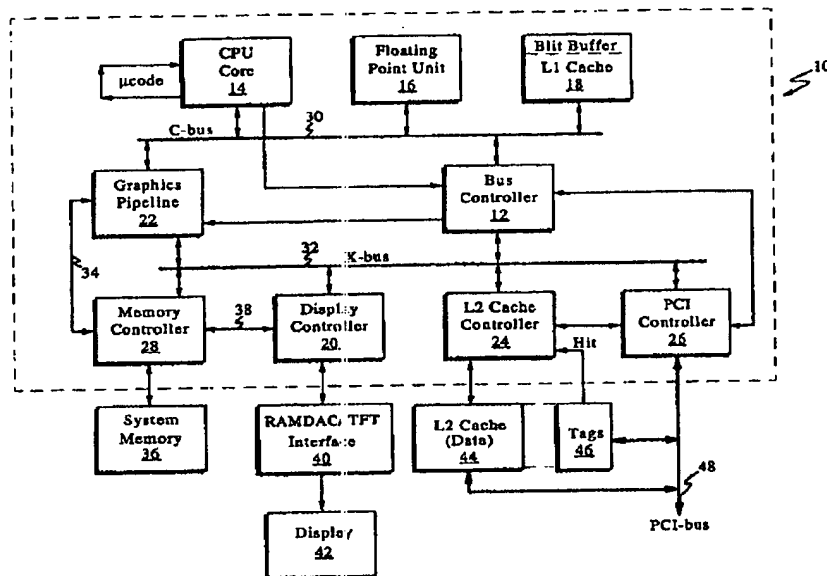 CPU
Core
14
µcode
Floating
Point Unit
16
Blit Buffer
L1 Cache
18
10
C-bus
30
Graphics
Pipeline
22
Bus
Controller
12
34
32
X-bus
Memory
Controller
28
38
Display
Controller
20
L2 Cache
Controller
24
Hit
PCI
Controller
26
System
Memory
36
RAMDAC/TFT
Interface
40
L2 Cache
(Data)
44
Tags
46
48
Display
42
PCI-bus